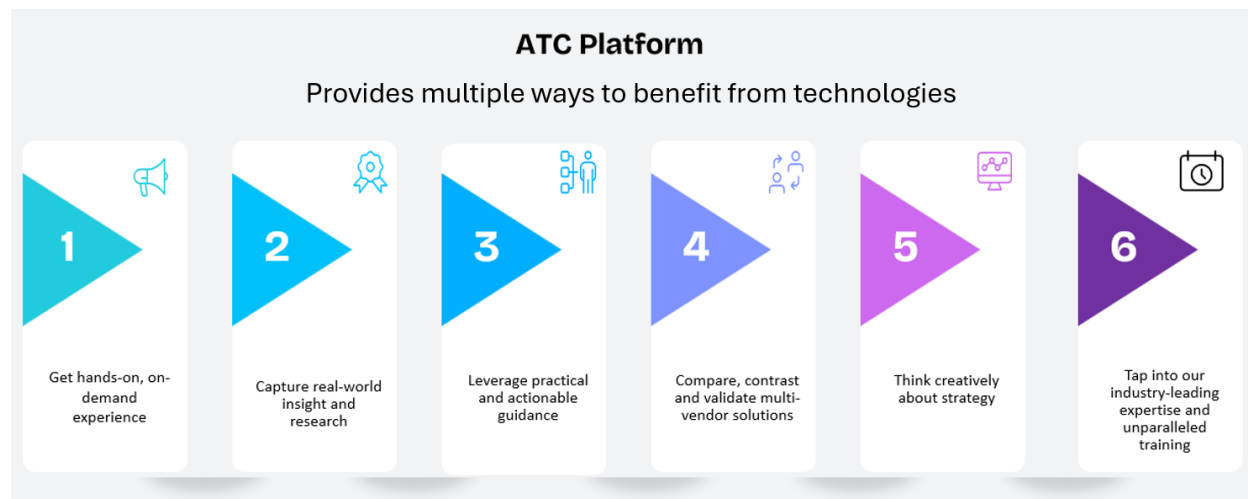 ATC Platform
Provides multiple ways to benefit from technologies
1
Get hands-on, on-
demand
experience
2
Capture real-world
insight and
research
3
Leverage practical
and actionable
guidance
4
Compare, contrast
and validate multi-
vendor solutions
5
Think creatively
about strategy
6
Tap into our
industry-leading
expertise and
unparalleled
training